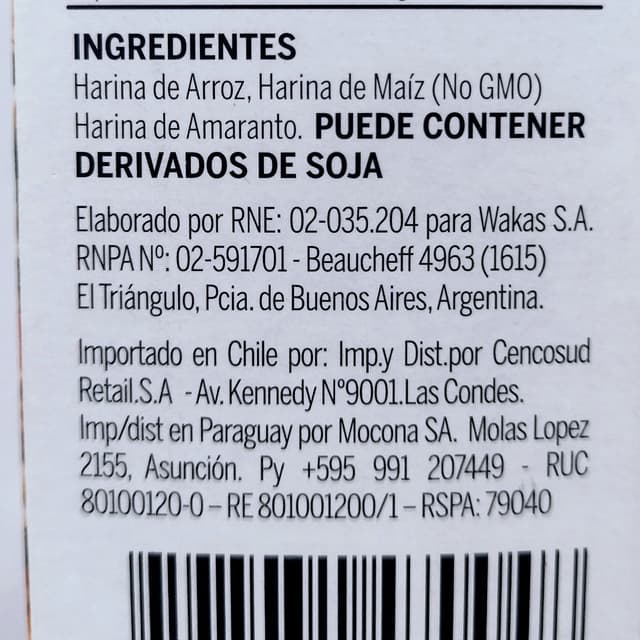 INGREDIENTES
Harina de Arroz, Harina de Maíz (No GMO)
Harina de Amaranto. PUEDE CONTENER
DERIVADOS DE SOJA
Elaborado por RNE: 02-035.204 para Wakas S.A.
RNPA Nº: 02-591701 - Beaucheff 4963 (1615)
El Triángulo, Pcia. de Buenos Aires, Argentina.
Importado en Chile por: Imp.y Dist.por Cencosud
Retail.S.A - Av. Kennedy N°9001.Las Condes.
Imp/dist en Paraguay por Mocona SA. Molas Lopez
2155, Asunción. Py +595 991 207449 - RUC
80100120-0 – RE 801001200/1 – RSPA: 79040